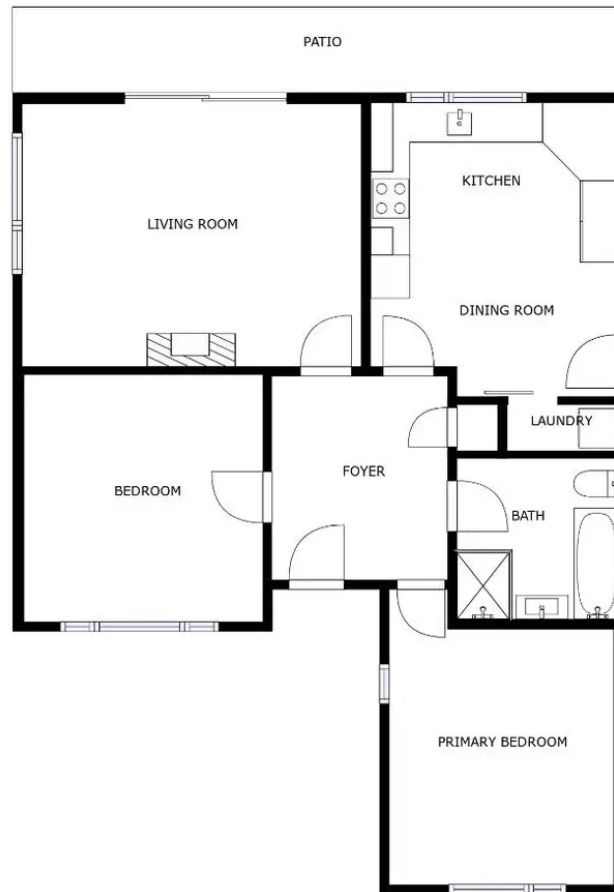 PATIO
KITCHEN
LIVING ROOM
DINING ROOM
LAUNDRY
FOYER
BEDROOM
BATH
PRIMARY BEDROOM